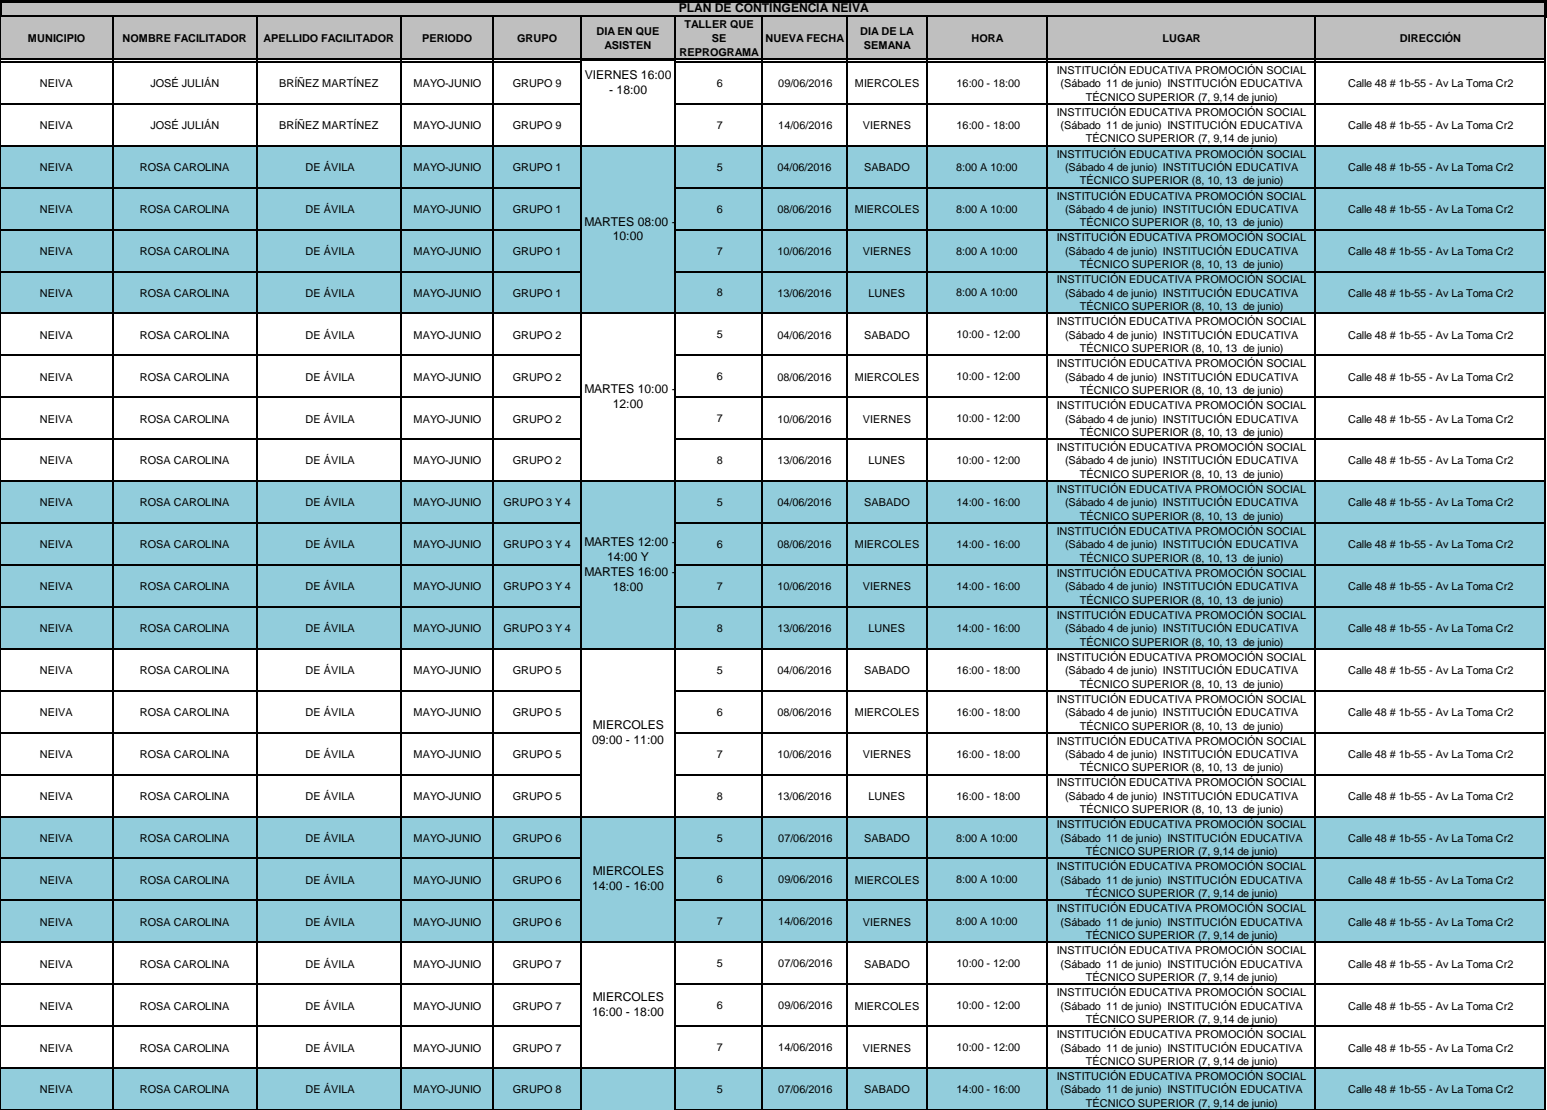 PLAN DE CONTINGENCIA NEIVA
MUNICIPIO NOMBRE FACILITADOR APELLIDO FACILITADOR PERIODO GRUPO DIA EN QUE ASISTEN TALLER QUE SE REPROGRAMA NUEVA FECHA DIA DE LA SEMANA HORA LUGAR DIRECCIÓN
NEIVA JOSÉ JULIÁN BRÍÑEZ MARTÍNEZ MAYO-JUNIO GRUPO 9 VIERNES 16:00 - 18:00 6 09/06/2016 MIERCOLES 16:00 - 18:00 INSTITUCIÓN EDUCATIVA PROMOCIÓN SOCIAL (Sábado 11 de junio) INSTITUCIÓN EDUCATIVA TÉCNICO SUPERIOR (7, 9,14 de junio) Calle 48 # 1b-55 - Av La Toma Cr2
NEIVA JOSÉ JULIÁN BRÍÑEZ MARTÍNEZ MAYO-JUNIO GRUPO 9 7 14/06/2016 VIERNES 16:00 - 18:00 INSTITUCIÓN EDUCATIVA PROMOCIÓN SOCIAL (Sábado 11 de junio) INSTITUCIÓN EDUCATIVA TÉCNICO SUPERIOR (7, 9,14 de junio) Calle 48 # 1b-55 - Av La Toma Cr2
NEIVA ROSA CAROLINA DE ÁVILA MAYO-JUNIO GRUPO 1 MARTES 08:00 - 10:00 5 04/06/2016 SABADO 8:00 A 10:00 INSTITUCIÓN EDUCATIVA PROMOCIÓN SOCIAL (Sábado 4 de junio) INSTITUCIÓN EDUCATIVA TÉCNICO SUPERIOR (8, 10, 13 de junio) Calle 48 # 1b-55 - Av La Toma Cr2
NEIVA ROSA CAROLINA DE ÁVILA MAYO-JUNIO GRUPO 1 6 08/06/2016 MIERCOLES 8:00 A 10:00 INSTITUCIÓN EDUCATIVA PROMOCIÓN SOCIAL (Sábado 4 de junio) INSTITUCIÓN EDUCATIVA TÉCNICO SUPERIOR (8, 10, 13 de junio) Calle 48 # 1b-55 - Av La Toma Cr2
NEIVA ROSA CAROLINA DE ÁVILA MAYO-JUNIO GRUPO 1 7 10/06/2016 VIERNES 8:00 A 10:00 INSTITUCIÓN EDUCATIVA PROMOCIÓN SOCIAL (Sábado 4 de junio) INSTITUCIÓN EDUCATIVA TÉCNICO SUPERIOR (8, 10, 13 de junio) Calle 48 # 1b-55 - Av La Toma Cr2
NEIVA ROSA CAROLINA DE ÁVILA MAYO-JUNIO GRUPO 1 8 13/06/2016 LUNES 8:00 A 10:00 INSTITUCIÓN EDUCATIVA PROMOCIÓN SOCIAL (Sábado 4 de junio) INSTITUCIÓN EDUCATIVA TÉCNICO SUPERIOR (8, 10, 13 de junio) Calle 48 # 1b-55 - Av La Toma Cr2
NEIVA ROSA CAROLINA DE ÁVILA MAYO-JUNIO GRUPO 2 MARTES 10:00 - 12:00 5 04/06/2016 SABADO 10:00 - 12:00 INSTITUCIÓN EDUCATIVA PROMOCIÓN SOCIAL (Sábado 4 de junio) INSTITUCIÓN EDUCATIVA TÉCNICO SUPERIOR (8, 10, 13 de junio) Calle 48 # 1b-55 - Av La Toma Cr2
NEIVA ROSA CAROLINA DE ÁVILA MAYO-JUNIO GRUPO 2 6 08/06/2016 MIERCOLES 10:00 - 12:00 INSTITUCIÓN EDUCATIVA PROMOCIÓN SOCIAL (Sábado 4 de junio) INSTITUCIÓN EDUCATIVA TÉCNICO SUPERIOR (8, 10, 13 de junio) Calle 48 # 1b-55 - Av La Toma Cr2
NEIVA ROSA CAROLINA DE ÁVILA MAYO-JUNIO GRUPO 2 7 10/06/2016 VIERNES 10:00 - 12:00 INSTITUCIÓN EDUCATIVA PROMOCIÓN SOCIAL (Sábado 4 de junio) INSTITUCIÓN EDUCATIVA TÉCNICO SUPERIOR (8, 10, 13 de junio) Calle 48 # 1b-55 - Av La Toma Cr2
NEIVA ROSA CAROLINA DE ÁVILA MAYO-JUNIO GRUPO 2 8 13/06/2016 LUNES 10:00 - 12:00 INSTITUCIÓN EDUCATIVA PROMOCIÓN SOCIAL (Sábado 4 de junio) INSTITUCIÓN EDUCATIVA TÉCNICO SUPERIOR (8, 10, 13 de junio) Calle 48 # 1b-55 - Av La Toma Cr2
NEIVA ROSA CAROLINA DE ÁVILA MAYO-JUNIO GRUPO 3 Y 4 MARTES 12:00 - 14:00 Y MARTES 16:00 - 18:00 5 04/06/2016 SABADO 14:00 - 16:00 INSTITUCIÓN EDUCATIVA PROMOCIÓN SOCIAL (Sábado 4 de junio) INSTITUCIÓN EDUCATIVA TÉCNICO SUPERIOR (8, 10, 13 de junio) Calle 48 # 1b-55 - Av La Toma Cr2
NEIVA ROSA CAROLINA DE ÁVILA MAYO-JUNIO GRUPO 3 Y 4 6 08/06/2016 MIERCOLES 14:00 - 16:00 INSTITUCIÓN EDUCATIVA PROMOCIÓN SOCIAL (Sábado 4 de junio) INSTITUCIÓN EDUCATIVA TÉCNICO SUPERIOR (8, 10, 13 de junio) Calle 48 # 1b-55 - Av La Toma Cr2
NEIVA ROSA CAROLINA DE ÁVILA MAYO-JUNIO GRUPO 3 Y 4 7 10/06/2016 VIERNES 14:00 - 16:00 INSTITUCIÓN EDUCATIVA PROMOCIÓN SOCIAL (Sábado 4 de junio) INSTITUCIÓN EDUCATIVA TÉCNICO SUPERIOR (8, 10, 13 de junio) Calle 48 # 1b-55 - Av La Toma Cr2
NEIVA ROSA CAROLINA DE ÁVILA MAYO-JUNIO GRUPO 3 Y 4 8 13/06/2016 LUNES 14:00 - 16:00 INSTITUCIÓN EDUCATIVA PROMOCIÓN SOCIAL (Sábado 4 de junio) INSTITUCIÓN EDUCATIVA TÉCNICO SUPERIOR (8, 10, 13 de junio) Calle 48 # 1b-55 - Av La Toma Cr2
NEIVA ROSA CAROLINA DE ÁVILA MAYO-JUNIO GRUPO 5 MIERCOLES 09:00 - 11:00 5 04/06/2016 SABADO 16:00 - 18:00 INSTITUCIÓN EDUCATIVA PROMOCIÓN SOCIAL (Sábado 4 de junio) INSTITUCIÓN EDUCATIVA TÉCNICO SUPERIOR (8, 10, 13 de junio) Calle 48 # 1b-55 - Av La Toma Cr2
NEIVA ROSA CAROLINA DE ÁVILA MAYO-JUNIO GRUPO 5 6 08/06/2016 MIERCOLES 16:00 - 18:00 INSTITUCIÓN EDUCATIVA PROMOCIÓN SOCIAL (Sábado 4 de junio) INSTITUCIÓN EDUCATIVA TÉCNICO SUPERIOR (8, 10, 13 de junio) Calle 48 # 1b-55 - Av La Toma Cr2
NEIVA ROSA CAROLINA DE ÁVILA MAYO-JUNIO GRUPO 5 7 10/06/2016 VIERNES 16:00 - 18:00 INSTITUCIÓN EDUCATIVA PROMOCIÓN SOCIAL (Sábado 4 de junio) INSTITUCIÓN EDUCATIVA TÉCNICO SUPERIOR (8, 10, 13 de junio) Calle 48 # 1b-55 - Av La Toma Cr2
NEIVA ROSA CAROLINA DE ÁVILA MAYO-JUNIO GRUPO 5 8 13/06/2016 LUNES 16:00 - 18:00 INSTITUCIÓN EDUCATIVA PROMOCIÓN SOCIAL (Sábado 4 de junio) INSTITUCIÓN EDUCATIVA TÉCNICO SUPERIOR (8, 10, 13 de junio) Calle 48 # 1b-55 - Av La Toma Cr2
NEIVA ROSA CAROLINA DE ÁVILA MAYO-JUNIO GRUPO 6 MIERCOLES 14:00 - 16:00 5 07/06/2016 SABADO 8:00 A 10:00 INSTITUCIÓN EDUCATIVA PROMOCIÓN SOCIAL (Sábado 11 de junio) INSTITUCIÓN EDUCATIVA TÉCNICO SUPERIOR (7, 9,14 de junio) Calle 48 # 1b-55 - Av La Toma Cr2
NEIVA ROSA CAROLINA DE ÁVILA MAYO-JUNIO GRUPO 6 6 09/06/2016 MIERCOLES 8:00 A 10:00 INSTITUCIÓN EDUCATIVA PROMOCIÓN SOCIAL (Sábado 11 de junio) INSTITUCIÓN EDUCATIVA TÉCNICO SUPERIOR (7, 9,14 de junio) Calle 48 # 1b-55 - Av La Toma Cr2
NEIVA ROSA CAROLINA DE ÁVILA MAYO-JUNIO GRUPO 6 7 14/06/2016 VIERNES 8:00 A 10:00 INSTITUCIÓN EDUCATIVA PROMOCIÓN SOCIAL (Sábado 11 de junio) INSTITUCIÓN EDUCATIVA TÉCNICO SUPERIOR (7, 9,14 de junio) Calle 48 # 1b-55 - Av La Toma Cr2
NEIVA ROSA CAROLINA DE ÁVILA MAYO-JUNIO GRUPO 7 MIERCOLES 16:00 - 18:00 5 07/06/2016 SABADO 10:00 - 12:00 INSTITUCIÓN EDUCATIVA PROMOCIÓN SOCIAL (Sábado 11 de junio) INSTITUCIÓN EDUCATIVA TÉCNICO SUPERIOR (7, 9,14 de junio) Calle 48 # 1b-55 - Av La Toma Cr2
NEIVA ROSA CAROLINA DE ÁVILA MAYO-JUNIO GRUPO 7 6 09/06/2016 MIERCOLES 10:00 - 12:00 INSTITUCIÓN EDUCATIVA PROMOCIÓN SOCIAL (Sábado 11 de junio) INSTITUCIÓN EDUCATIVA TÉCNICO SUPERIOR (7, 9,14 de junio) Calle 48 # 1b-55 - Av La Toma Cr2
NEIVA ROSA CAROLINA DE ÁVILA MAYO-JUNIO GRUPO 7 7 14/06/2016 VIERNES 10:00 - 12:00 INSTITUCIÓN EDUCATIVA PROMOCIÓN SOCIAL (Sábado 11 de junio) INSTITUCIÓN EDUCATIVA TÉCNICO SUPERIOR (7, 9,14 de junio) Calle 48 # 1b-55 - Av La Toma Cr2
NEIVA ROSA CAROLINA DE ÁVILA MAYO-JUNIO GRUPO 8 5 07/06/2016 SABADO 14:00 - 16:00 INSTITUCIÓN EDUCATIVA PROMOCIÓN SOCIAL (Sábado 11 de junio) INSTITUCIÓN EDUCATIVA TÉCNICO SUPERIOR (7, 9,14 de junio) Calle 48 # 1b-55 - Av La Toma Cr2